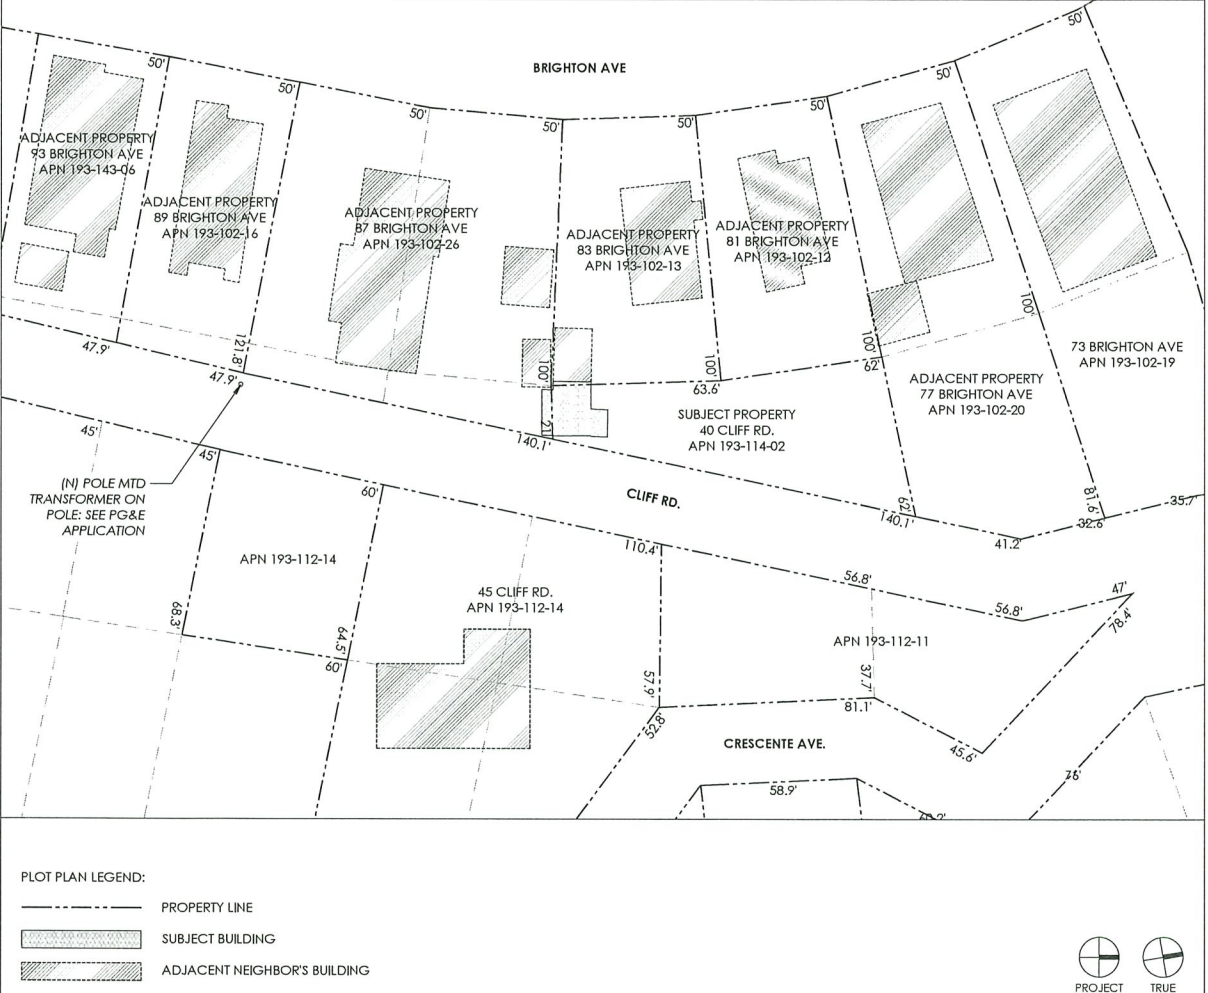 BRIGHTON AVE
50'
50'
50'
50'
50'
50'
50'
50'
ADJACENT PROPERTY
93 BRIGHTON AVE
APN 193-143-06
ADJACENT PROPERTY
89 BRIGHTON AVE
APN 193-102-16
ADJACENT PROPERTY
87 BRIGHTON AVE
APN 193-102-26
ADJACENT PROPERTY
83 BRIGHTON AVE
APN 193-102-13
ADJACENT PROPERTY
81 BRIGHTON AVE
APN 193-102-12
100'
100'
100'
100'
121.8'
73 BRIGHTON AVE
APN 193-102-19
ADJACENT PROPERTY
77 BRIGHTON AVE
APN 193-102-20
47.9'
47.9'
62'
63.6'
SUBJECT PROPERTY
40 CLIFF RD.
APN 193-114-02
21'
140.1'
62'
140.1'
81.6'
32.6'
35.7'
41.2'
45'
45'
60'
(N) POLE MTD
TRANSFORMER ON
POLE: SEE PG&E
APPLICATION
CLIFF RD.
110.4'
56.8'
56.8'
47'
78.4'
APN 193-112-14
45 CLIFF RD.
APN 193-112-14
APN 193-112-11
68.3'
64.5'
60'
57.9'
37.7'
52.8'
81.1'
45.6'
CRESCENTE AVE.
58.9'
76'
PLOT PLAN LEGEND:
PROPERTY LINE
SUBJECT BUILDING
ADJACENT NEIGHBOR'S BUILDING
PROJECT
TRUE